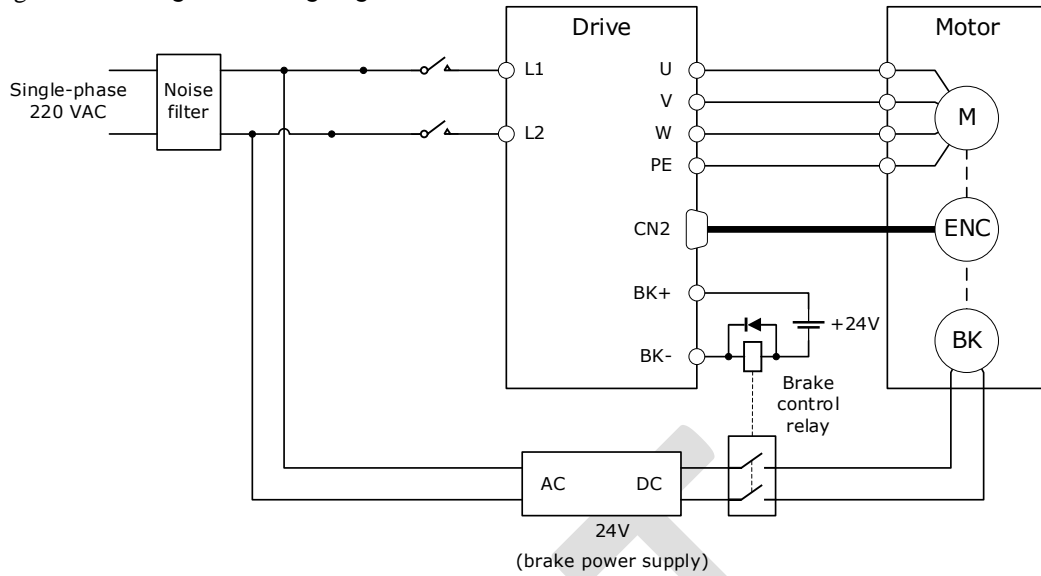 Drive
Motor
Single-phase
220 VAC
Noise
filter
L1
L2
U
V
W
PE
M
CN2
ENC
BK+
+24V
BK-
BK
Brake
control
relay
AC
DC
24V
(brake power supply)